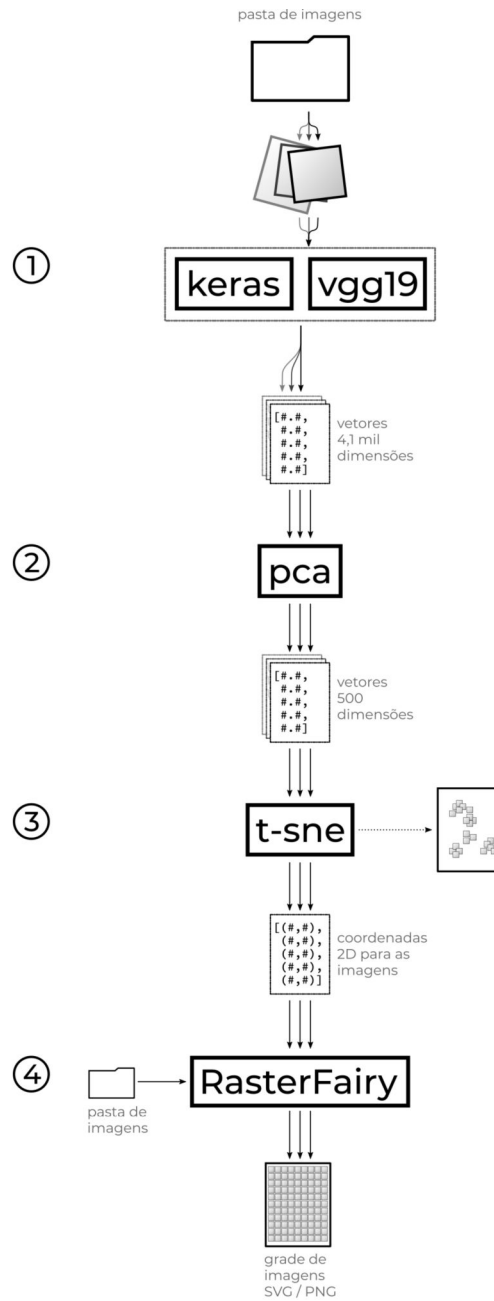 pasta de imagens
1
keras
vgg19
[#.#,
#.#,
#.#,
#.#,
#.#]
vetores
4,1 mil
dimensões
2
pca
[#.#,
#.#,
#.#,
#.#,
#.#]
vetores
500
dimensões
3
t-sne
[(#,#),
(#,#),
(#,#),
(#,#),
(#,#)]
coordenadas
2D para as
imagens
4
RasterFairy
pasta de
imagens
grade de
imagens
SVG / PNG